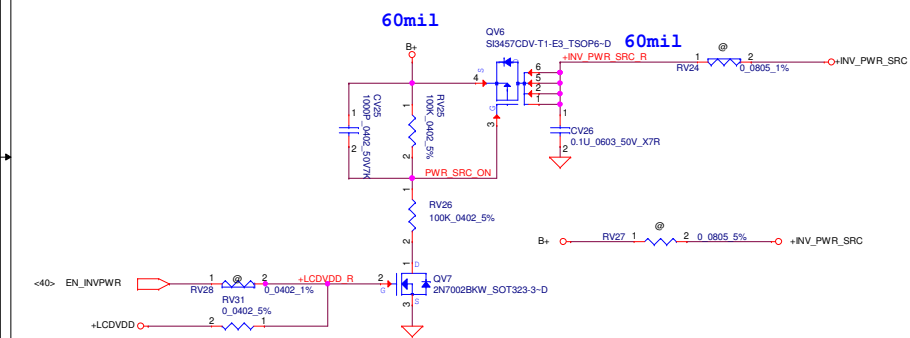 60mil
B+
QV6
SI3457CDV-T1-E3_TSOP6~D
60mil
+INV_PWR_SRC_R
@
1
2
RV24
0_0805_1%
+INV_PWR_SRC
S
4
6
5
2
1
G
3
CV25
1000P_0402_50V7K
1
2
RV25
100K_0402_5%
1
2
1
2
CV26
0.1U_0603_50V_X7R
PWR_SRC_ON
1
2
RV26
100K_0402_5%
@
B+
RV27
1
2
0_0805_5%
+INV_PWR_SRC
<40>
EN_INVPWR
1
@
2
RV28
0_0402_1%
+LCDVDD_R
2
G
1
D
3
S
QV7
2N7002BKW_SOT323-3~D
RV31
0_0402_5%
+LCDVDD
2
1